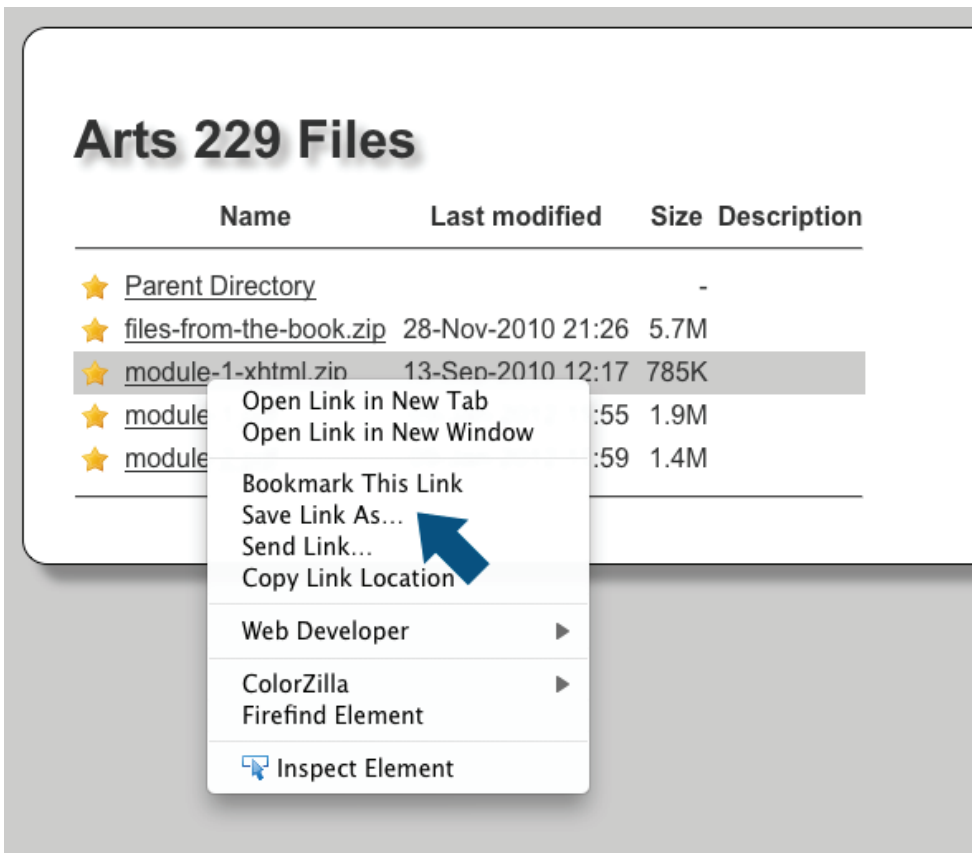 Arts 229 Files
Name Last modified Size Description
Parent Directory -
files-from-the-book.zip 28-Nov-2010 21:26 5.7M
module-1-xhtml.zip 13-Sep-2010 12:17 785K
module :55 1.9M
module :59 1.4M
Open Link in New Tab
Open Link in New Window
Bookmark This Link
Save Link As...
Send Link...
Copy Link Location
Web Developer
ColorZilla
Firefind Element
Inspect Element